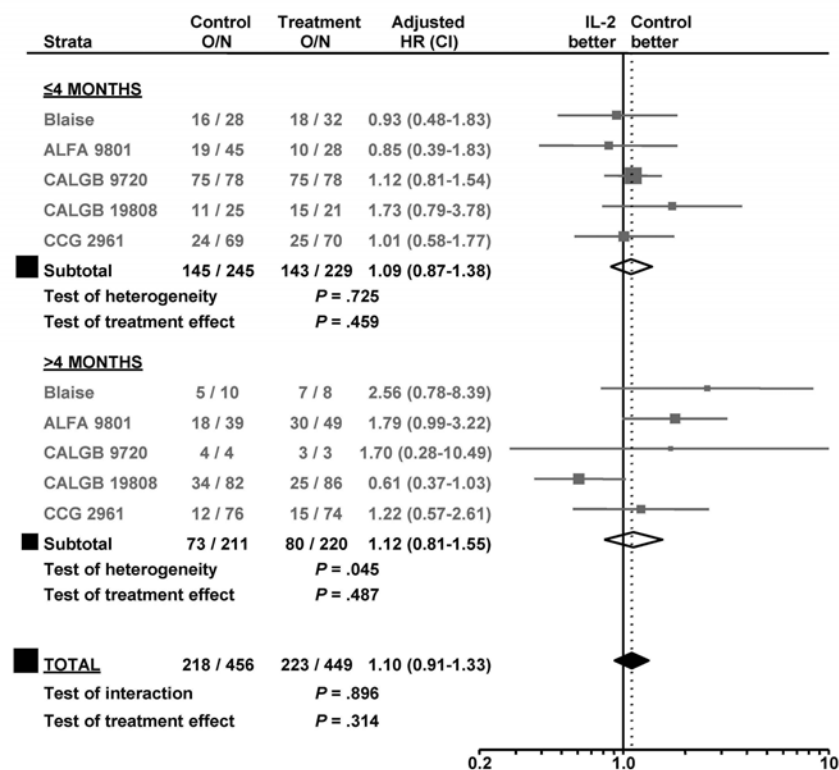 Control Treatment Adjusted IL-2 Control
Strata O/N O/N HR (CI) better better
≤4 MONTHS
Blaise 16 / 28 18 / 32 0.93 (0.48-1.83)
ALFA 9801 19 / 45 10 / 28 0.85 (0.39-1.83)
CALGB 9720 75 / 78 75 / 78 1.12 (0.81-1.54)
CALGB 19808 11 / 25 15 / 21 1.73 (0.79-3.78)
CCG 2961 24 / 69 25 / 70 1.01 (0.58-1.77)
Subtotal 145 / 245 143 / 229 1.09 (0.87-1.38)
Test of heterogeneity P = .725
Test of treatment effect P = .459
>4 MONTHS
Blaise 5 / 10 7 / 8 2.56 (0.78-8.39)
ALFA 9801 18 / 39 30 / 49 1.79 (0.99-3.22)
CALGB 9720 4 / 4 3 / 3 1.70 (0.28-10.49)
CALGB 19808 34 / 82 25 / 86 0.61 (0.37-1.03)
CCG 2961 12 / 76 15 / 74 1.22 (0.57-2.61)
Subtotal 73 / 211 80 / 220 1.12 (0.81-1.55)
Test of heterogeneity P = .045
Test of treatment effect P = .487
TOTAL 218 / 456 223 / 449 1.10 (0.91-1.33)
Test of interaction P = .896
Test of treatment effect P = .314
0.2 1.0 10